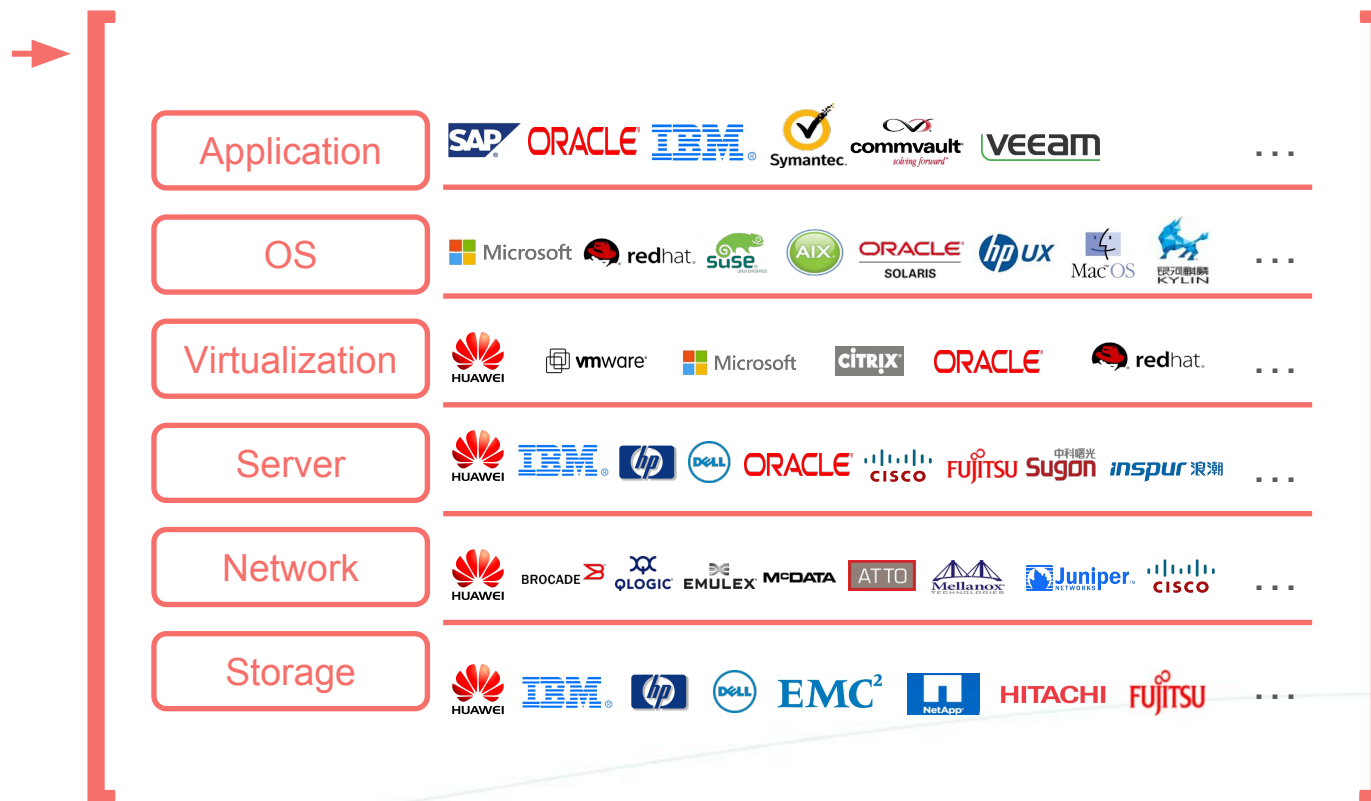 Application
SAP ORACLE IBM Symantec. commvault solving forward VEEAM ...
OS
Microsoft redhat. SUSE. AIX ORACLE SOLARIS hp UX Mac OS 银河麒麟 KYLIN ...
Virtualization
HUAWEI vmware Microsoft CITRIX ORACLE redhat. ...
Server
HUAWEI IBM hp DELL ORACLE CISCO FUJITSU 中科曙光 Sugon inspur 浪潮 ...
Network
HUAWEI BROCADE QLOGIC EMULEX McDATA ATTO Mellanox TECHNOLOGIES Juniper NETWORKS CISCO ...
Storage
HUAWEI IBM hp DELL EMC² NetApp HITACHI FUJITSU ...